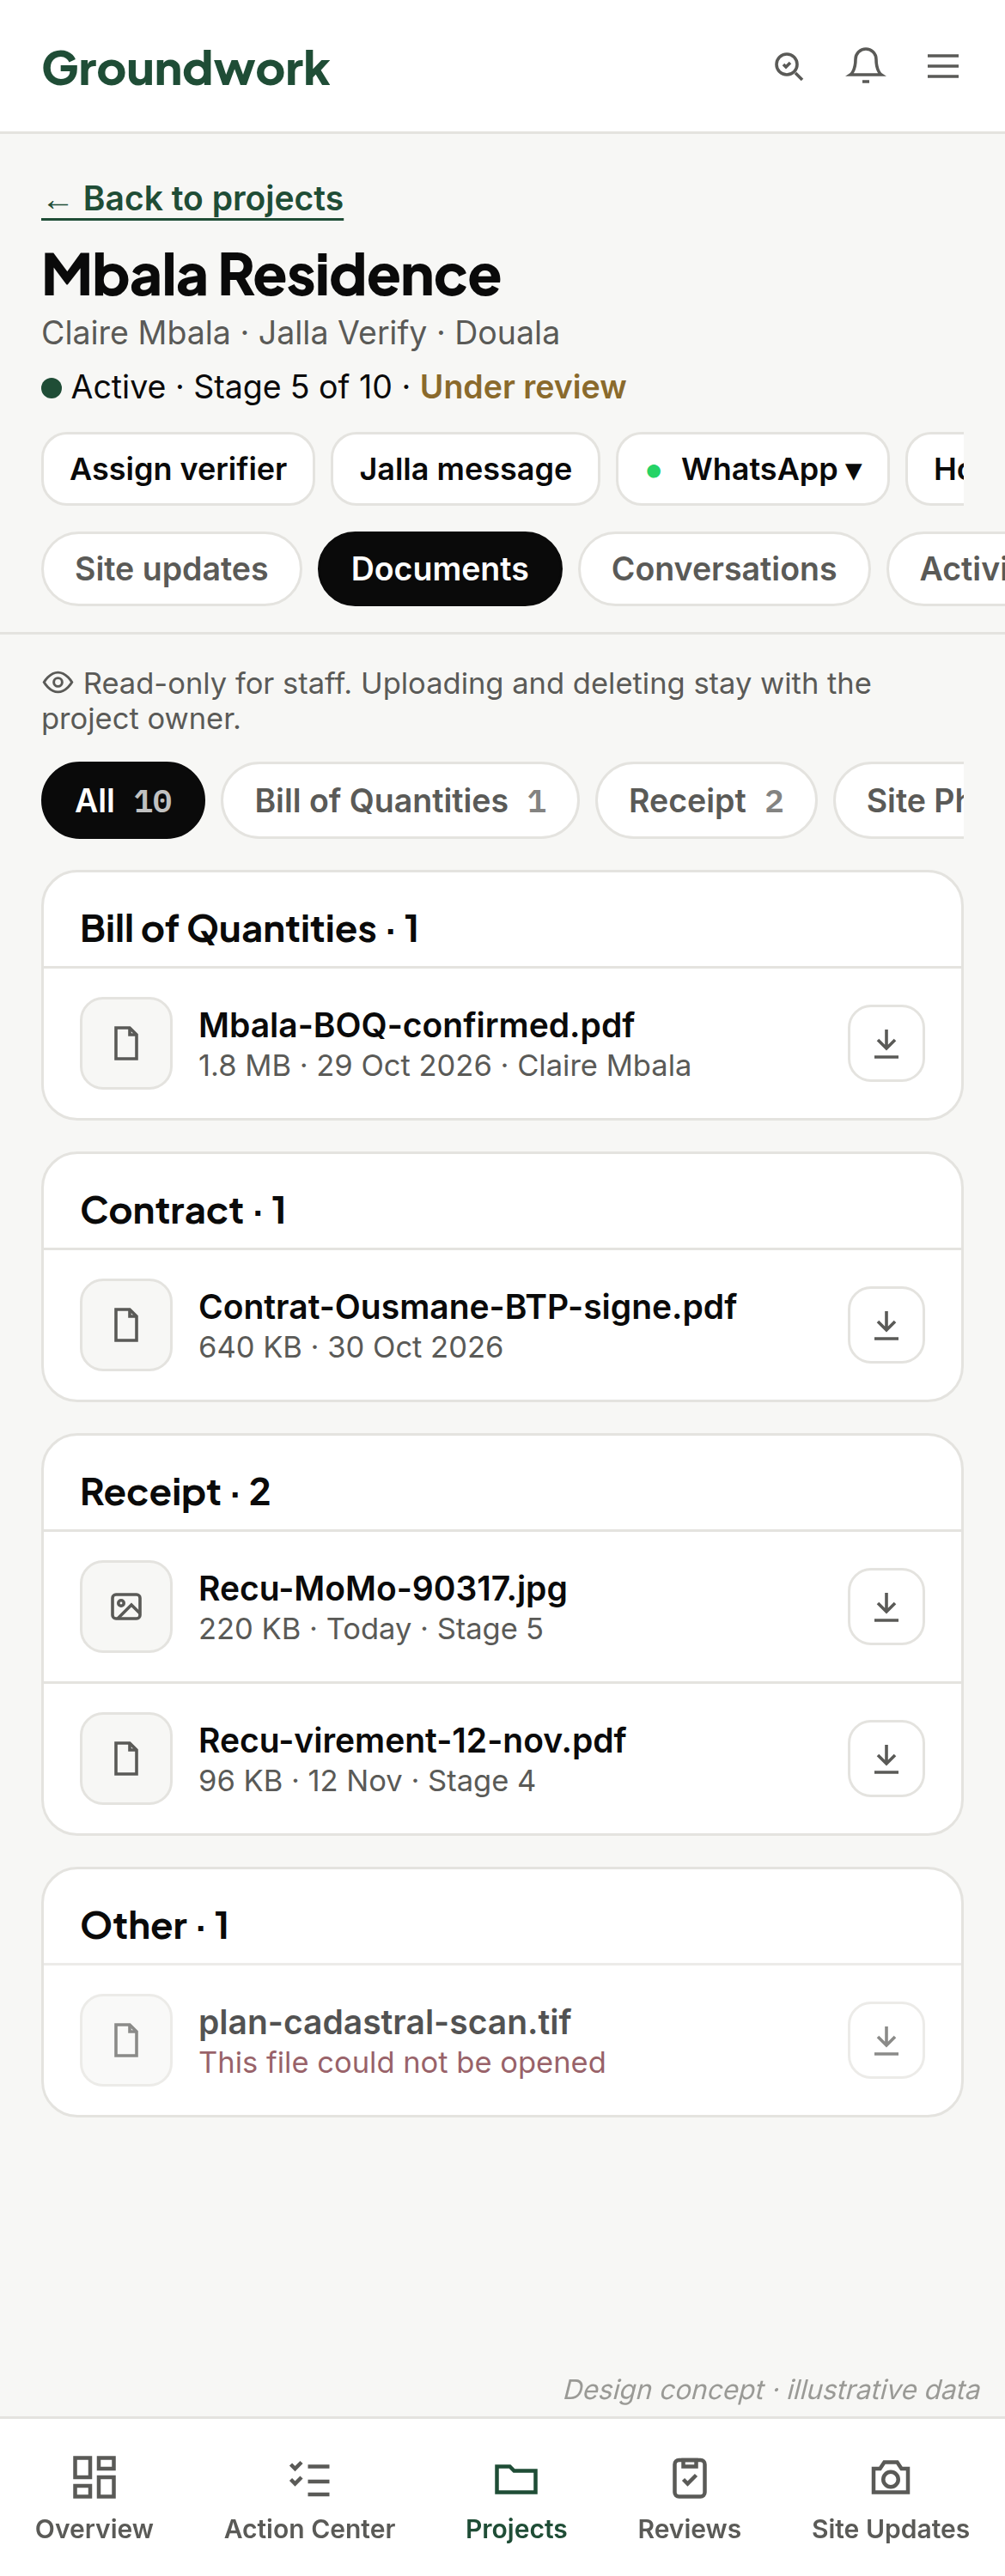 Groundwork
← Back to projects
Mbala Residence
Claire Mbala · Jalla Verify · Douala
Active · Stage 5 of 10 · Under review
Assign verifier
Jalla message
WhatsApp ▾
Site updates
Documents
Conversations
Read-only for staff. Uploading and deleting stay with the
project owner.
All 10
Bill of Quantities 1
Receipt 2
Site
Bill of Quantities · 1
Mbala-BOQ-confirmed.pdf
1.8 MB · 29 Oct 2026 · Claire Mbala
Contract · 1
Contrat-Ousmane-BTP-signe.pdf
640 KB · 30 Oct 2026
Receipt · 2
Recu-MoMo-90317.jpg
220 KB · Today · Stage 5
Recu-virement-12-nov.pdf
96 KB · 12 Nov · Stage 4
Other · 1
plan-cadastral-scan.tif
This file could not be opened
Design concept · illustrative data
Overview
Action Center
Projects
Reviews
Site Updates